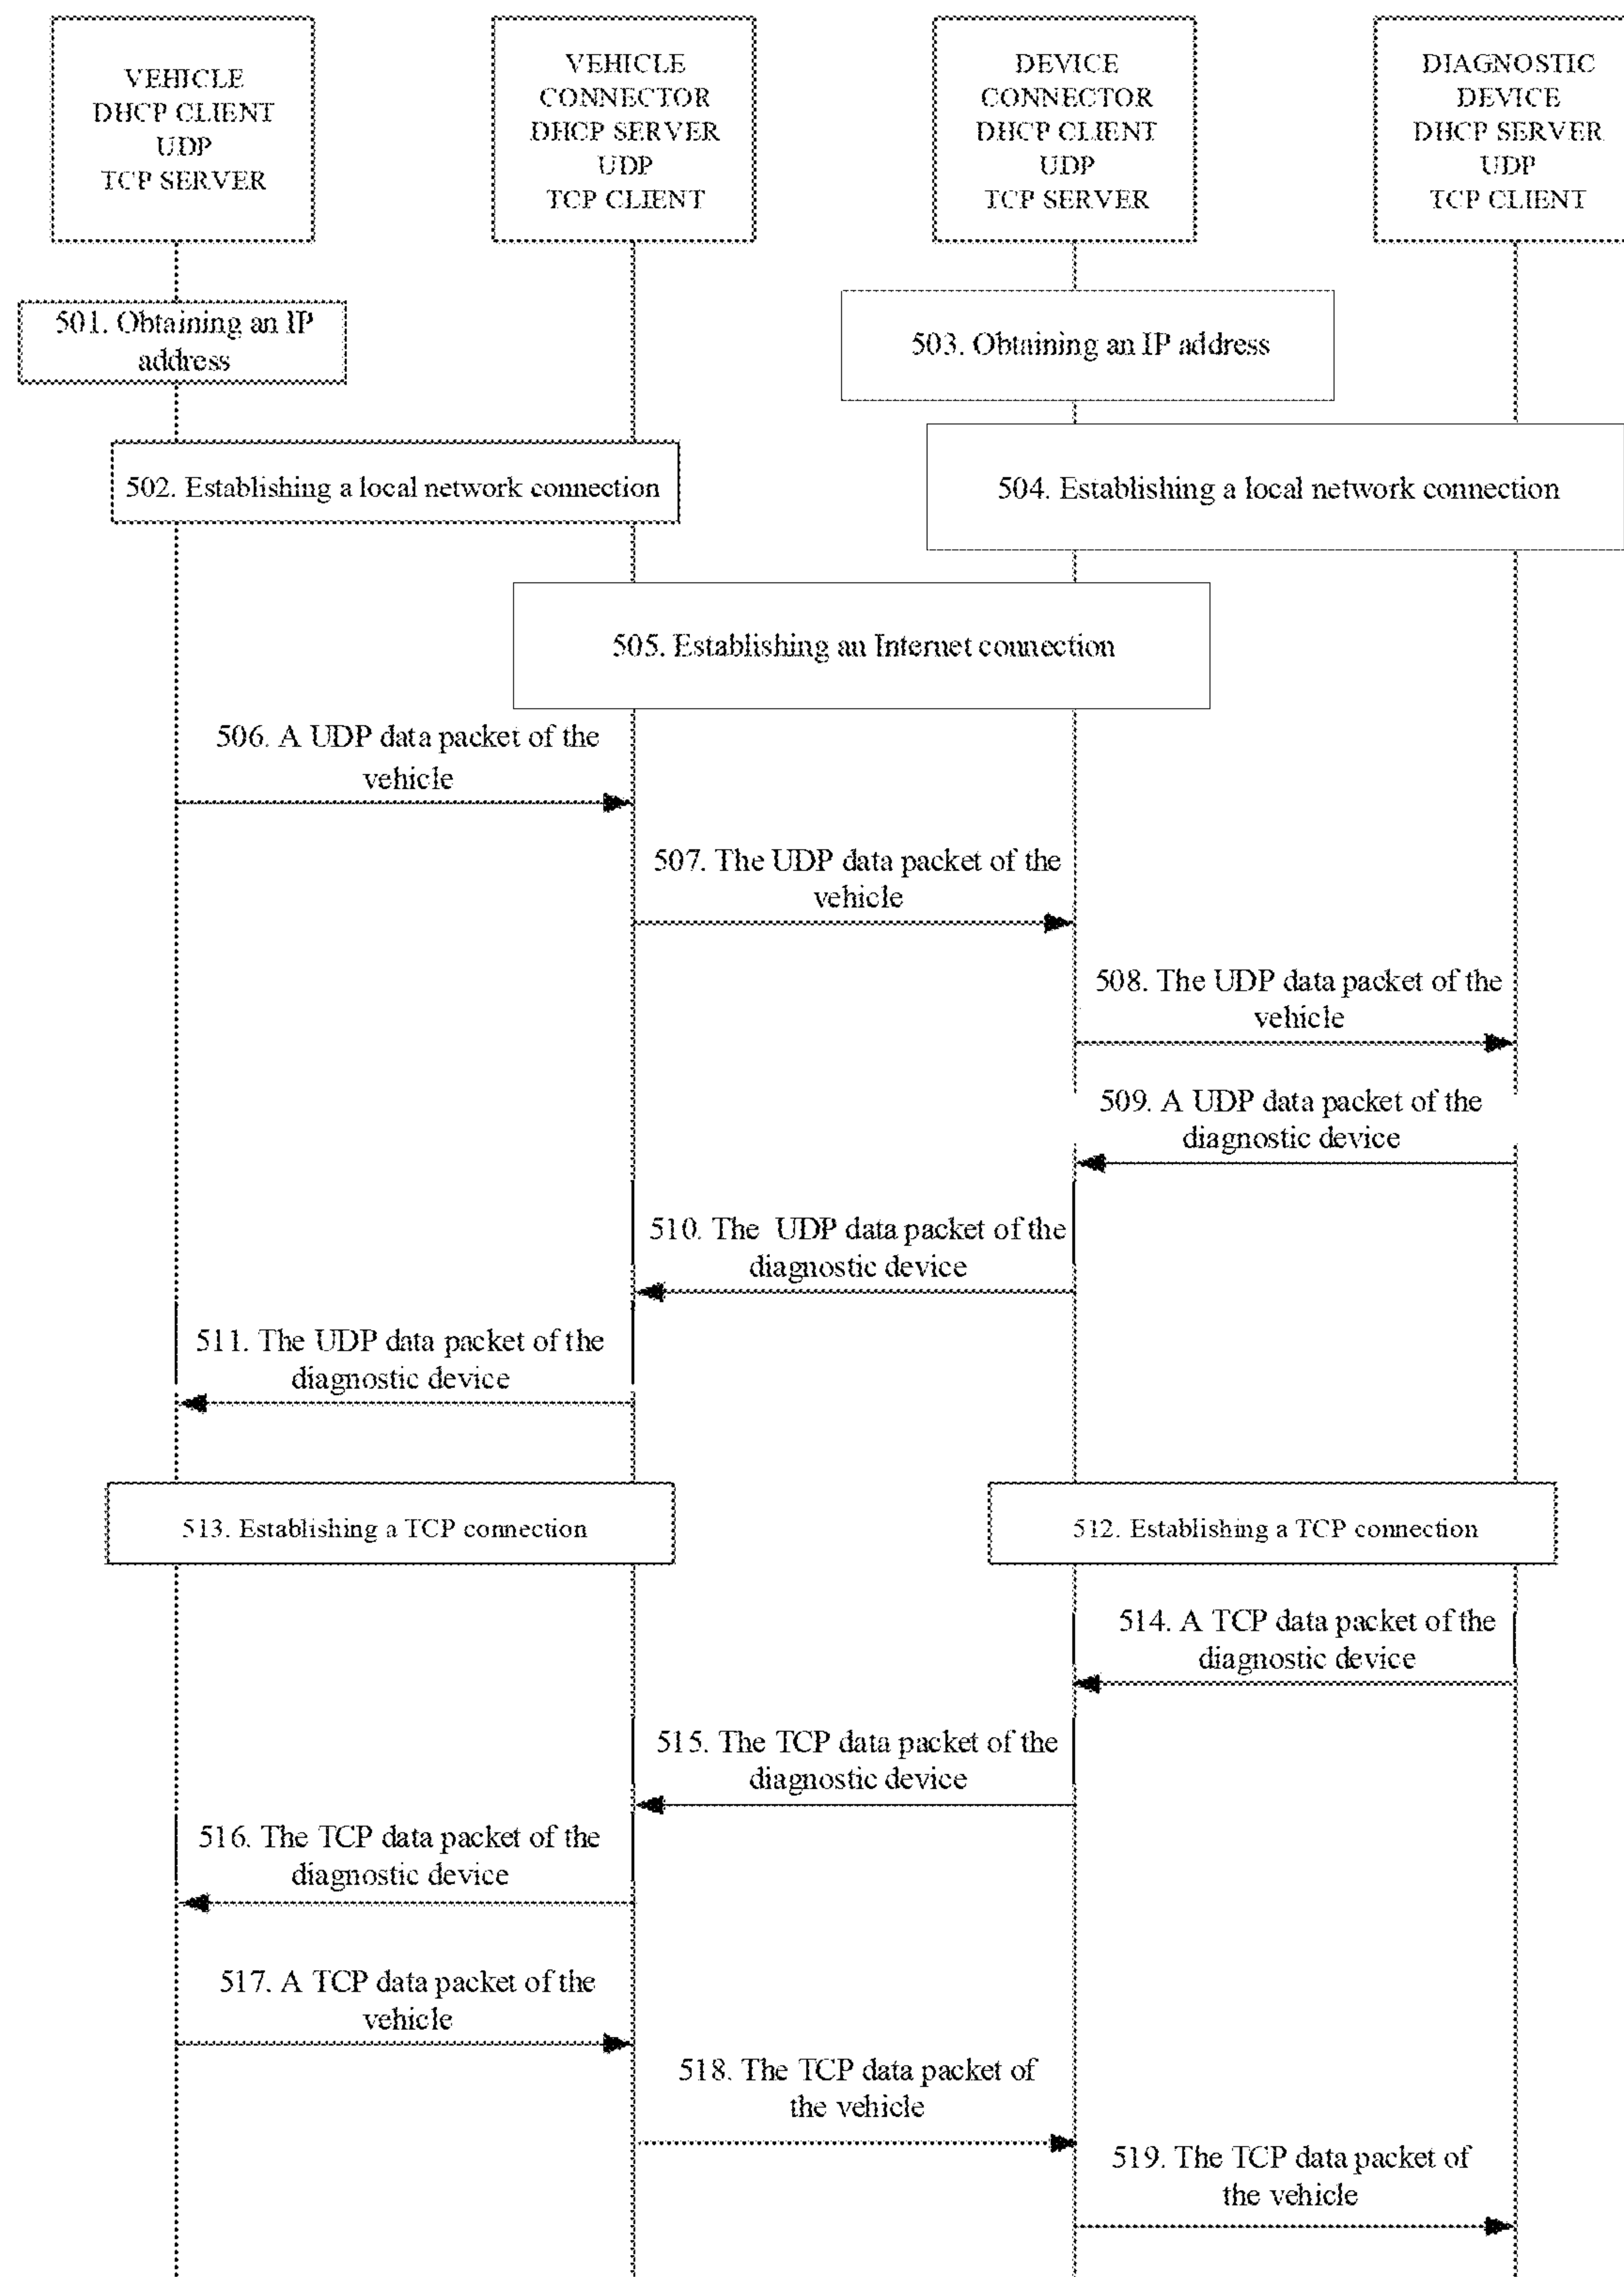 VEHICLE
DHCP CLIENT
UDP
TCP SERVER
VEHICLE
CONNECTOR
DHCP SERVER
UDP
TCP CLIENT
DEVICE
CONNECTOR
DHCP CLIENT
UDP
TCP SERVER
DIAGNOSTIC
DEVICE
DHCP SERVER
UDP
TCP CLIENT
501. Obtaining an IP
address
503. Obtaining an IP address
502. Establishing a local network connection
504. Establishing a local network connection
505. Establishing an Internet connection
506. A UDP data packet of the
vehicle
507. The UDP data packet of the
vehicle
508. The UDP data packet of the
vehicle
509. A UDP data packet of the
diagnostic device
510. The UDP data packet of the
diagnostic device
511. The UDP data packet of the
diagnostic device
513. Establishing a TCP connection
512. Establishing a TCP connection
514. A TCP data packet of the
diagnostic device
515. The TCP data packet of the
diagnostic device
516. The TCP data packet of the
diagnostic device
517. A TCP data packet of the
vehicle
518. The TCP data packet of
the vehicle
519. The TCP data packet of
the vehicle